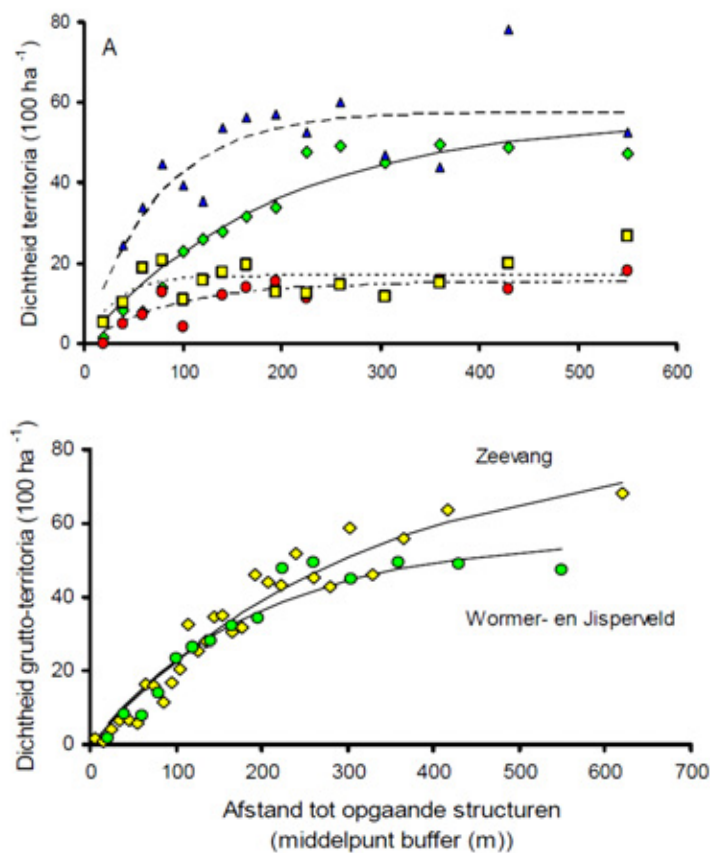 A
Dichtheid territoria (100 ha -1)
80
60
40
20
0
0 100 200 300 400 500 600
Dichtheid grutto-territoria (100 ha -1)
80
60
40
20
0
Zeevang
Wormer- en Jisperveld
0 100 200 300 400 500 600 700
Afstand tot opgaande structuren
(middelpunt buffer (m))